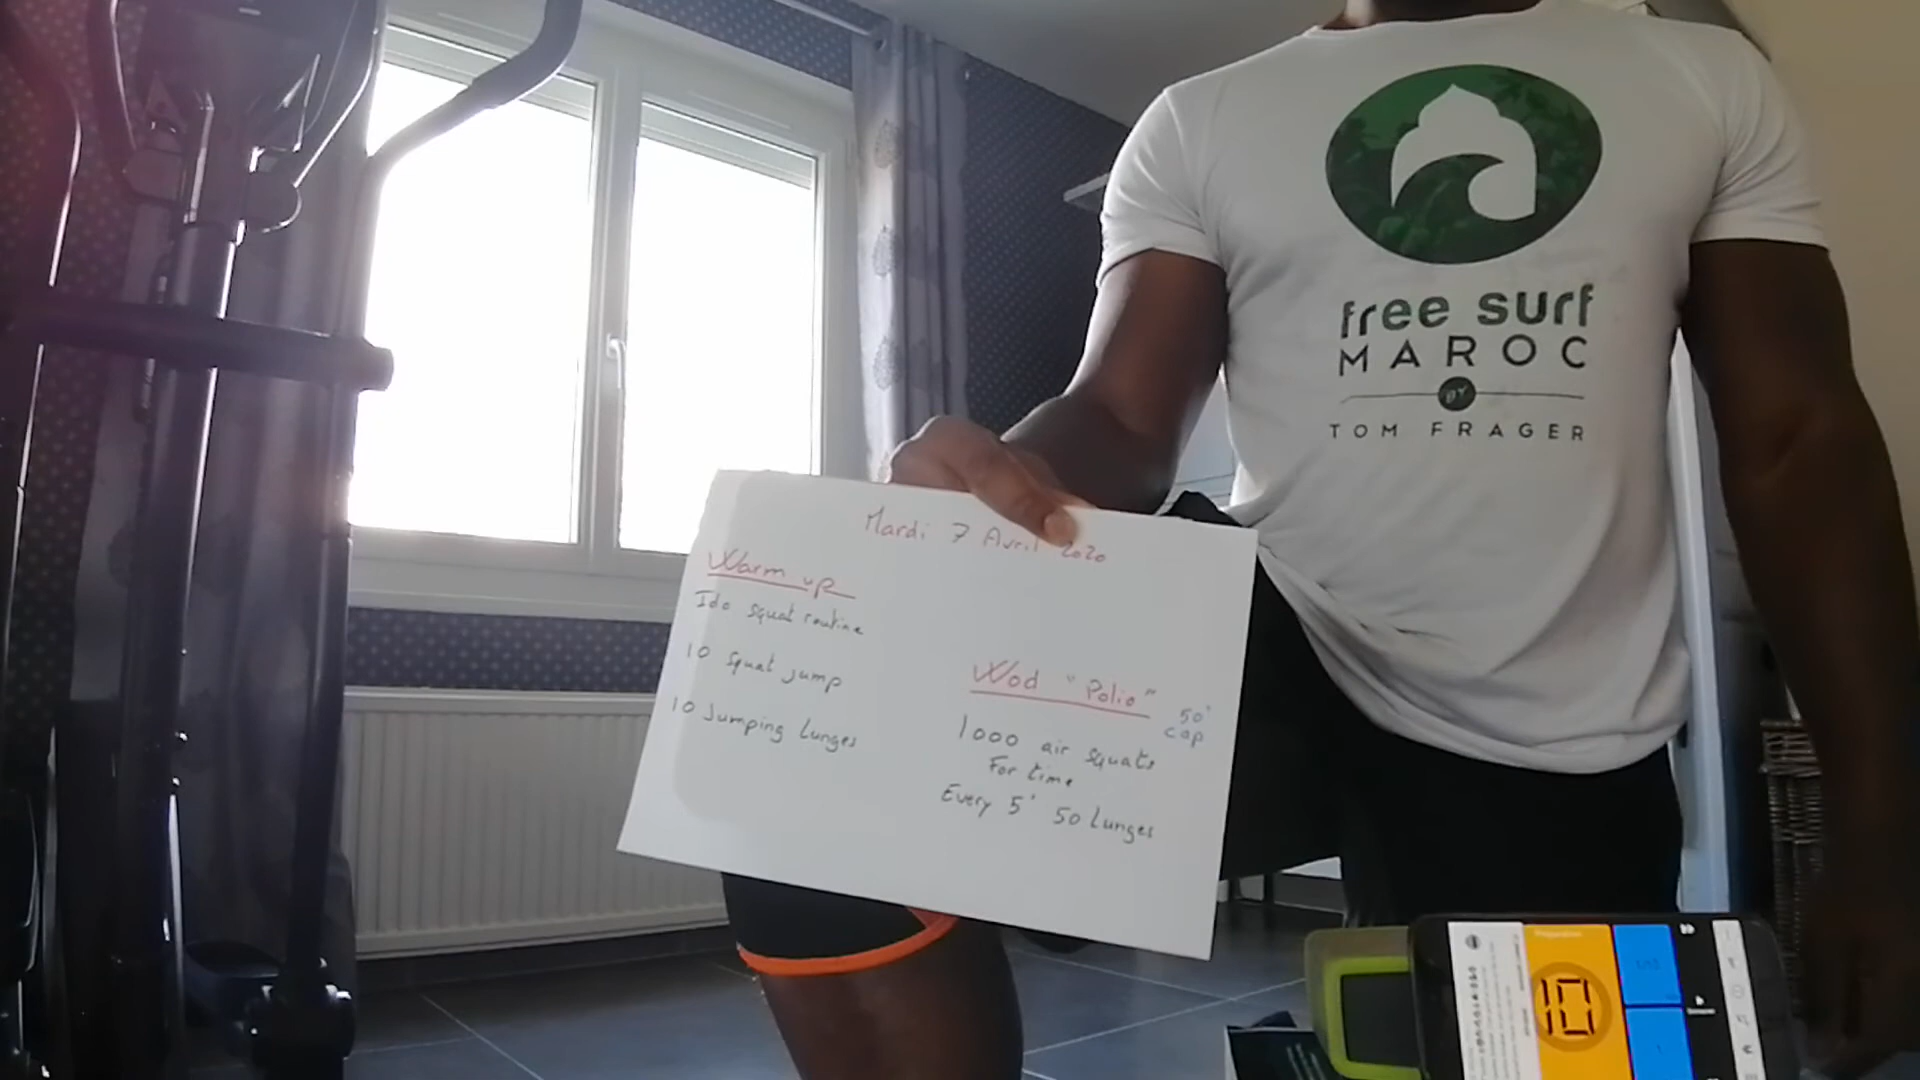 free surf
MAROC
BY
TOM FRAGER
Mardi 7 Avril 2020
Warm up
Ido squat routine
10 Squat jump
10 Jumping Lunges
Wod "Polio"
50' cap
1000 air squats
For time
Every 5' 50 Lunges
10